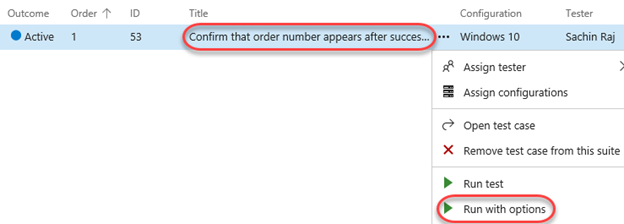 Outcome Order ID Title Configuration Tester
Active 1 53 Confirm that order number appears after succes... Windows 10 Sachin Raj
Assign tester
Assign configurations
Open test case
Remove test case from this suite
Run test
Run with options